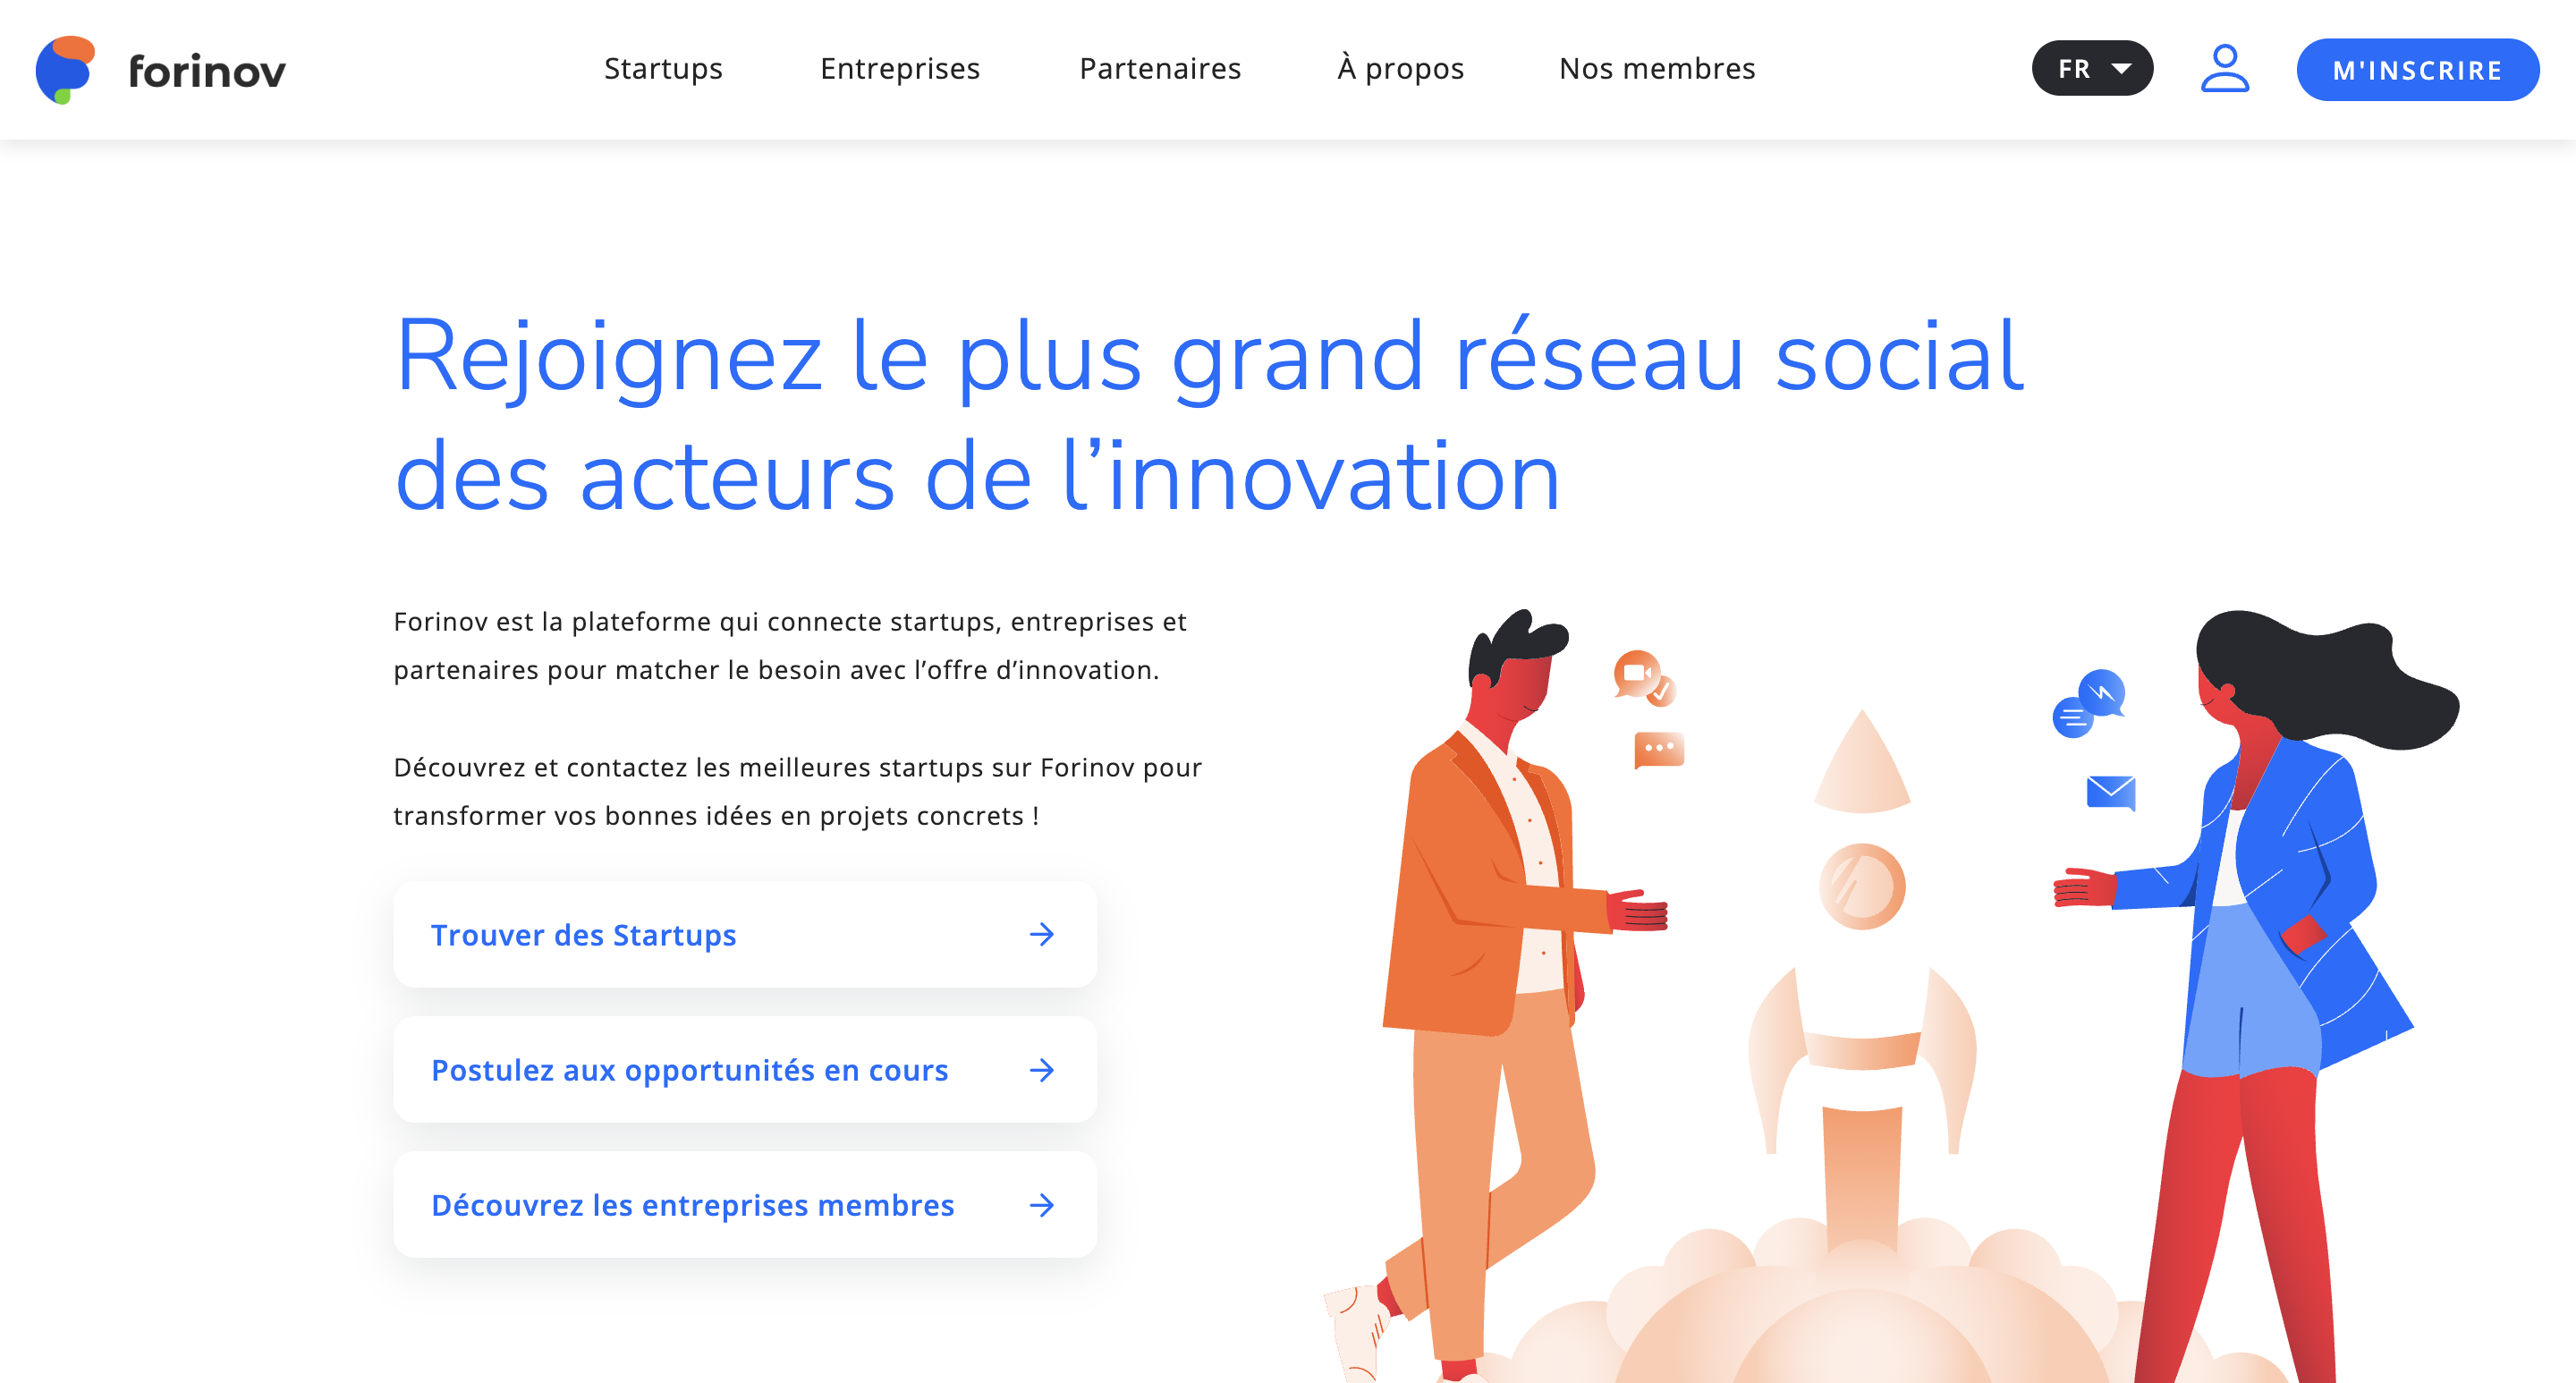 forinov
Startups
Entreprises
Partenaires
À propos
Nos membres
FR
M'INSCRIRE
Rejoignez le plus grand réseau social
des acteurs de l’innovation
Forinov est la plateforme qui connecte startups, entreprises et
partenaires pour matcher le besoin avec l’offre d’innovation.
Découvrez et contactez les meilleures startups sur Forinov pour
transformer vos bonnes idées en projets concrets !
Trouver des Startups
Postulez aux opportunités en cours
Découvrez les entreprises membres